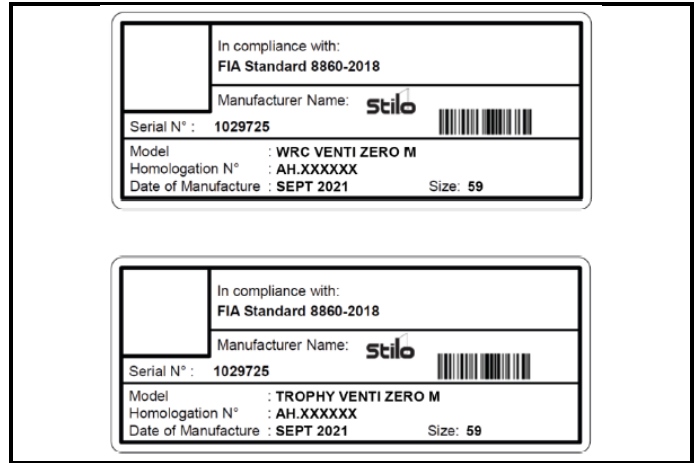 In compliance with:
FIA Standard 8860-2018
Manufacturer Name: Stilo
Serial N° : 1029725
Model : WRC VENTI ZERO M
Homologation N° : AH.XXXXXX
Date of Manufacture : SEPT 2021 Size: 59
In compliance with:
FIA Standard 8860-2018
Manufacturer Name: Stilo
Serial N° : 1029725
Model : TROPHY VENTI ZERO M
Homologation N° : AH.XXXXXX
Date of Manufacture : SEPT 2021 Size: 59